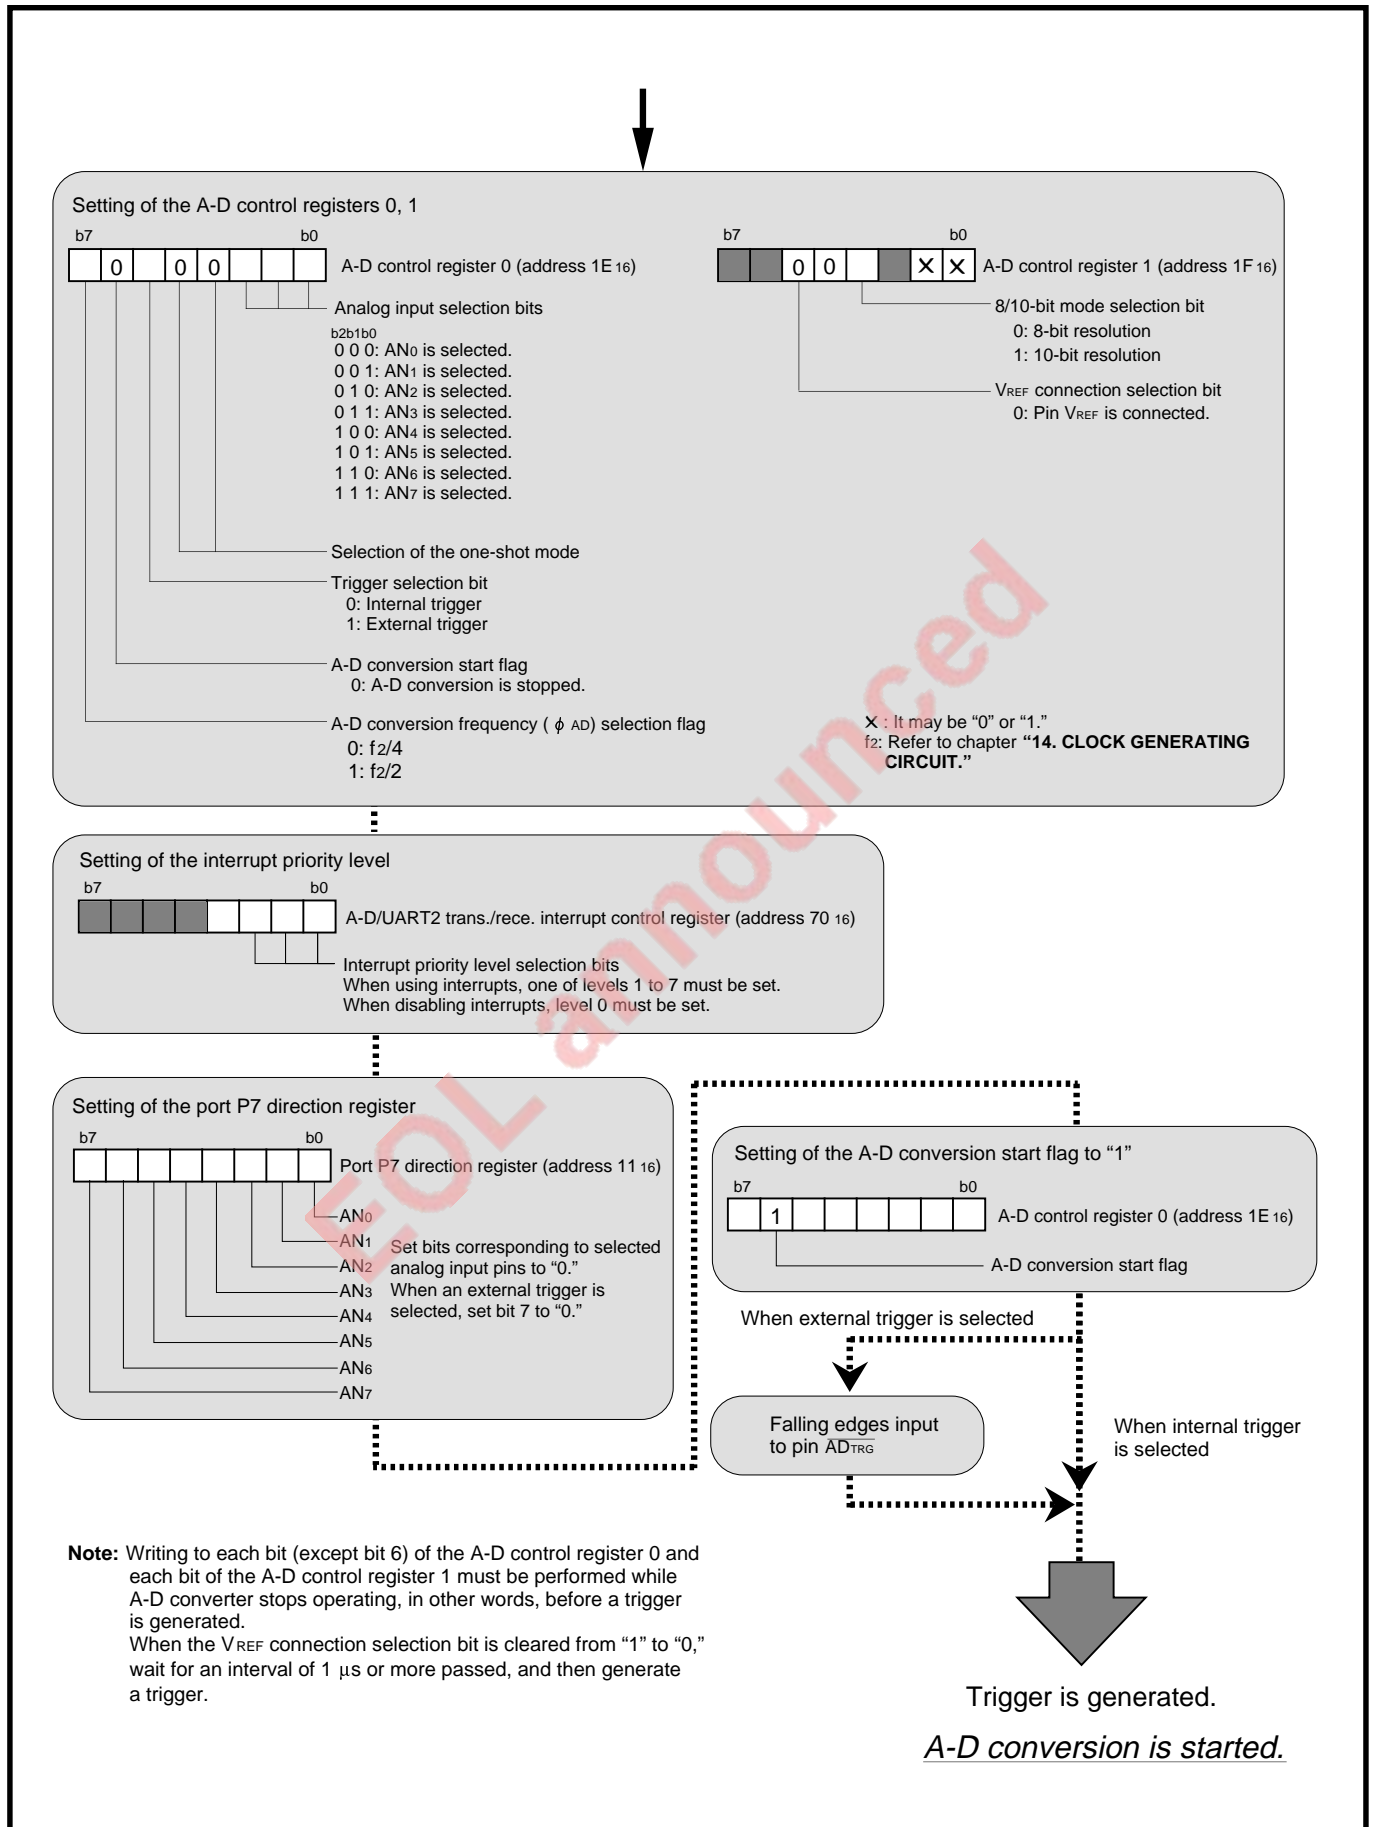 Setting of the A-D control registers 0, 1
b7 b0
0 0 0
A-D control register 0 (address 1E16)
Analog input selection bits
b2b1b0
0 0 0: AN0 is selected.
0 0 1: AN1 is selected.
0 1 0: AN2 is selected.
0 1 1: AN3 is selected.
1 0 0: AN4 is selected.
1 0 1: AN5 is selected.
1 1 0: AN6 is selected.
1 1 1: AN7 is selected.
Selection of the one-shot mode
Trigger selection bit
0: Internal trigger
1: External trigger
A-D conversion start flag
0: A-D conversion is stopped.
A-D conversion frequency ( ϕ AD) selection flag
0: f2/4
1: f2/2
b7 b0
0 0 ✕ ✕
A-D control register 1 (address 1F16)
8/10-bit mode selection bit
0: 8-bit resolution
1: 10-bit resolution
VREF connection selection bit
0: Pin VREF is connected.
✕ : It may be “0” or “1.”
f2: Refer to chapter “14. CLOCK GENERATING
CIRCUIT.”
Setting of the interrupt priority level
b7 b0
A-D/UART2 trans./rece. interrupt control register (address 7016)
Interrupt priority level selection bits
When using interrupts, one of levels 1 to 7 must be set.
When disabling interrupts, level 0 must be set.
Setting of the port P7 direction register
b7 b0
Port P7 direction register (address 1116)
AN0
AN1
AN2
AN3
AN4
AN5
AN6
AN7
Set bits corresponding to selected
analog input pins to “0.”
When an external trigger is
selected, set bit 7 to “0.”
Setting of the A-D conversion start flag to “1”
b7 b0
1
A-D control register 0 (address 1E16)
A-D conversion start flag
When external trigger is selected
Falling edges input
to pin ADTRG
When internal trigger
is selected
Note: Writing to each bit (except bit 6) of the A-D control register 0 and
each bit of the A-D control register 1 must be performed while
A-D converter stops operating, in other words, before a trigger
is generated.
When the VREF connection selection bit is cleared from “1” to “0,”
wait for an interval of 1 μs or more passed, and then generate
a trigger.
Trigger is generated.
A-D conversion is started.
EOL announced